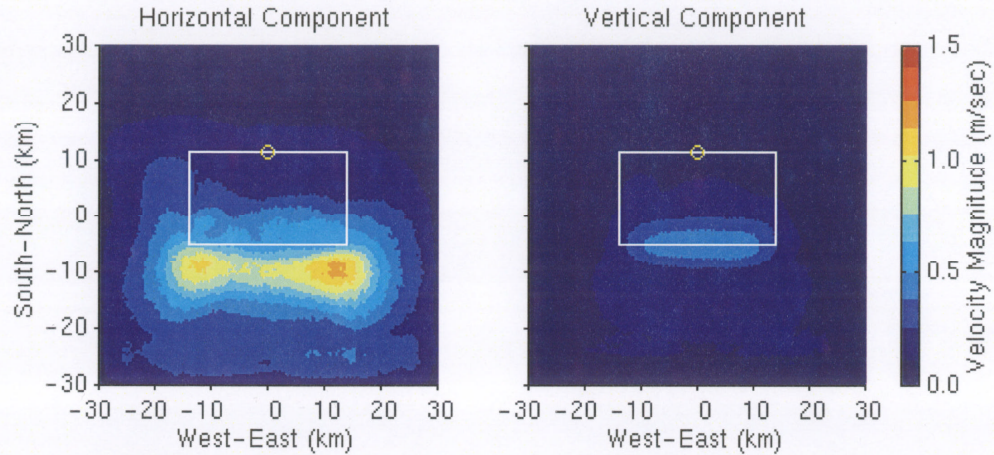 Horizontal Component
Vertical Component
30
20
10
0
-10
-20
-30
South-North (km)
-30 -20 -10 0 10 20 30
West-East (km)
-30 -20 -10 0 10 20 30
West-East (km)
1.5
1.0
0.5
0.0
Velocity Magnitude (m/sec)